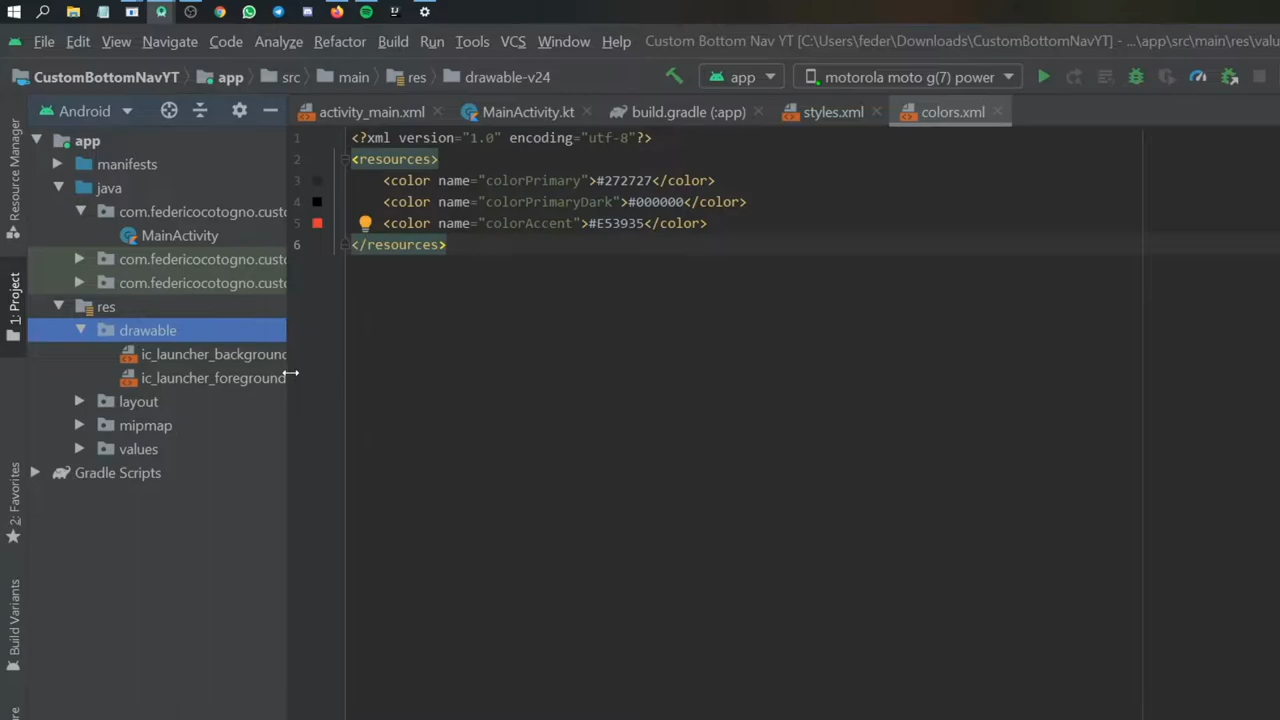 File Edit View Navigate Code Analyze Refactor Build Run Tools VCS Window Help Custom Bottom Nav YT [C:\Users\feder\Downloads\CustomBottomNavYT] - ...\app\src\main\res\value
CustomBottomNavYT app src main res drawable-v24 app motorola moto g(7) power
Android
activity_main.xml MainActivity.kt build.gradle (:app) styles.xml colors.xml
Resource Manager
1: Project
2: Favorites
Build Variants
app
manifests
java
com.federicocotogno.custo
MainActivity
com.federicocotogno.custo
com.federicocotogno.custo
res
drawable
ic_launcher_background
ic_launcher_foreground
layout
mipmap
values
Gradle Scripts
1 <?xml version="1.0" encoding="utf-8"?>
2 <resources>
3 <color name="colorPrimary">#272727</color>
4 <color name="colorPrimaryDark">#000000</color>
5 <color name="colorAccent">#E53935</color>
6 </resources>